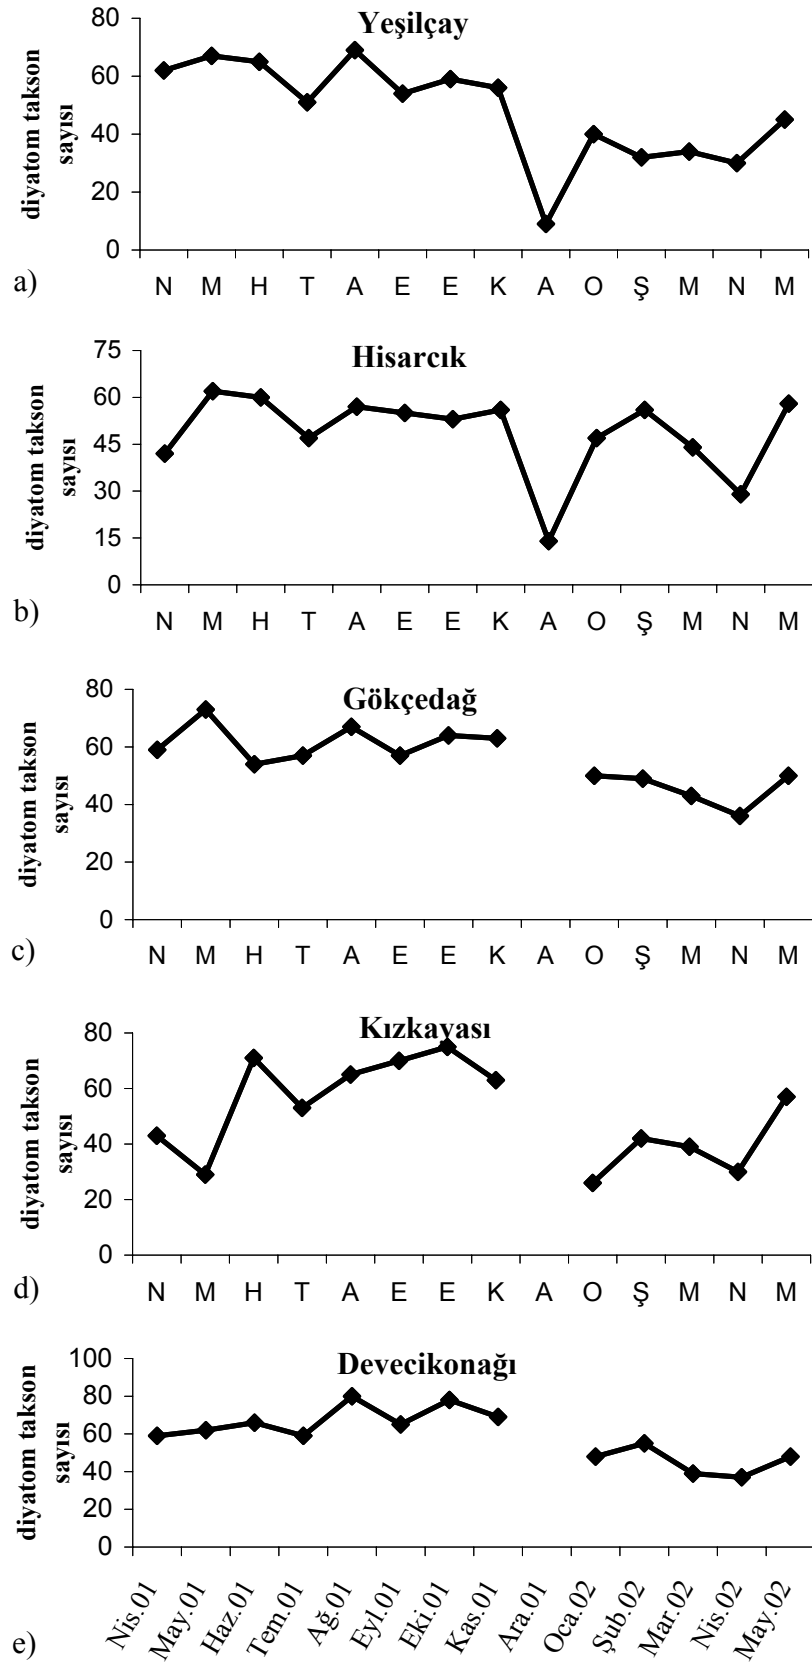 Yeşilçay
diyatom takson
sayısı
80
60
40
20
0
a)
N M H T A E E K A O Ş M N M
Hisarcık
diyatom takson
sayısı
75
60
45
30
15
0
b)
N M H T A E E K A O Ş M N M
Gökçedağ
diyatom takson
sayısı
80
60
40
20
0
c)
N M H T A E E K A O Ş M N M
Kızkayası
diyatom takson
sayısı
80
60
40
20
0
d)
N M H T A E E K A O Ş M N M
Devecikonağı
diyatom takson
sayısı
100
80
60
40
20
0
e)
Nis.01 May.01 Haz.01 Tem.01 Ağ.01 Eyl.01 Eki.01 Kas.01 Ara.01 Oca.02 Şub.02 Mar.02 Nis.02 May.02